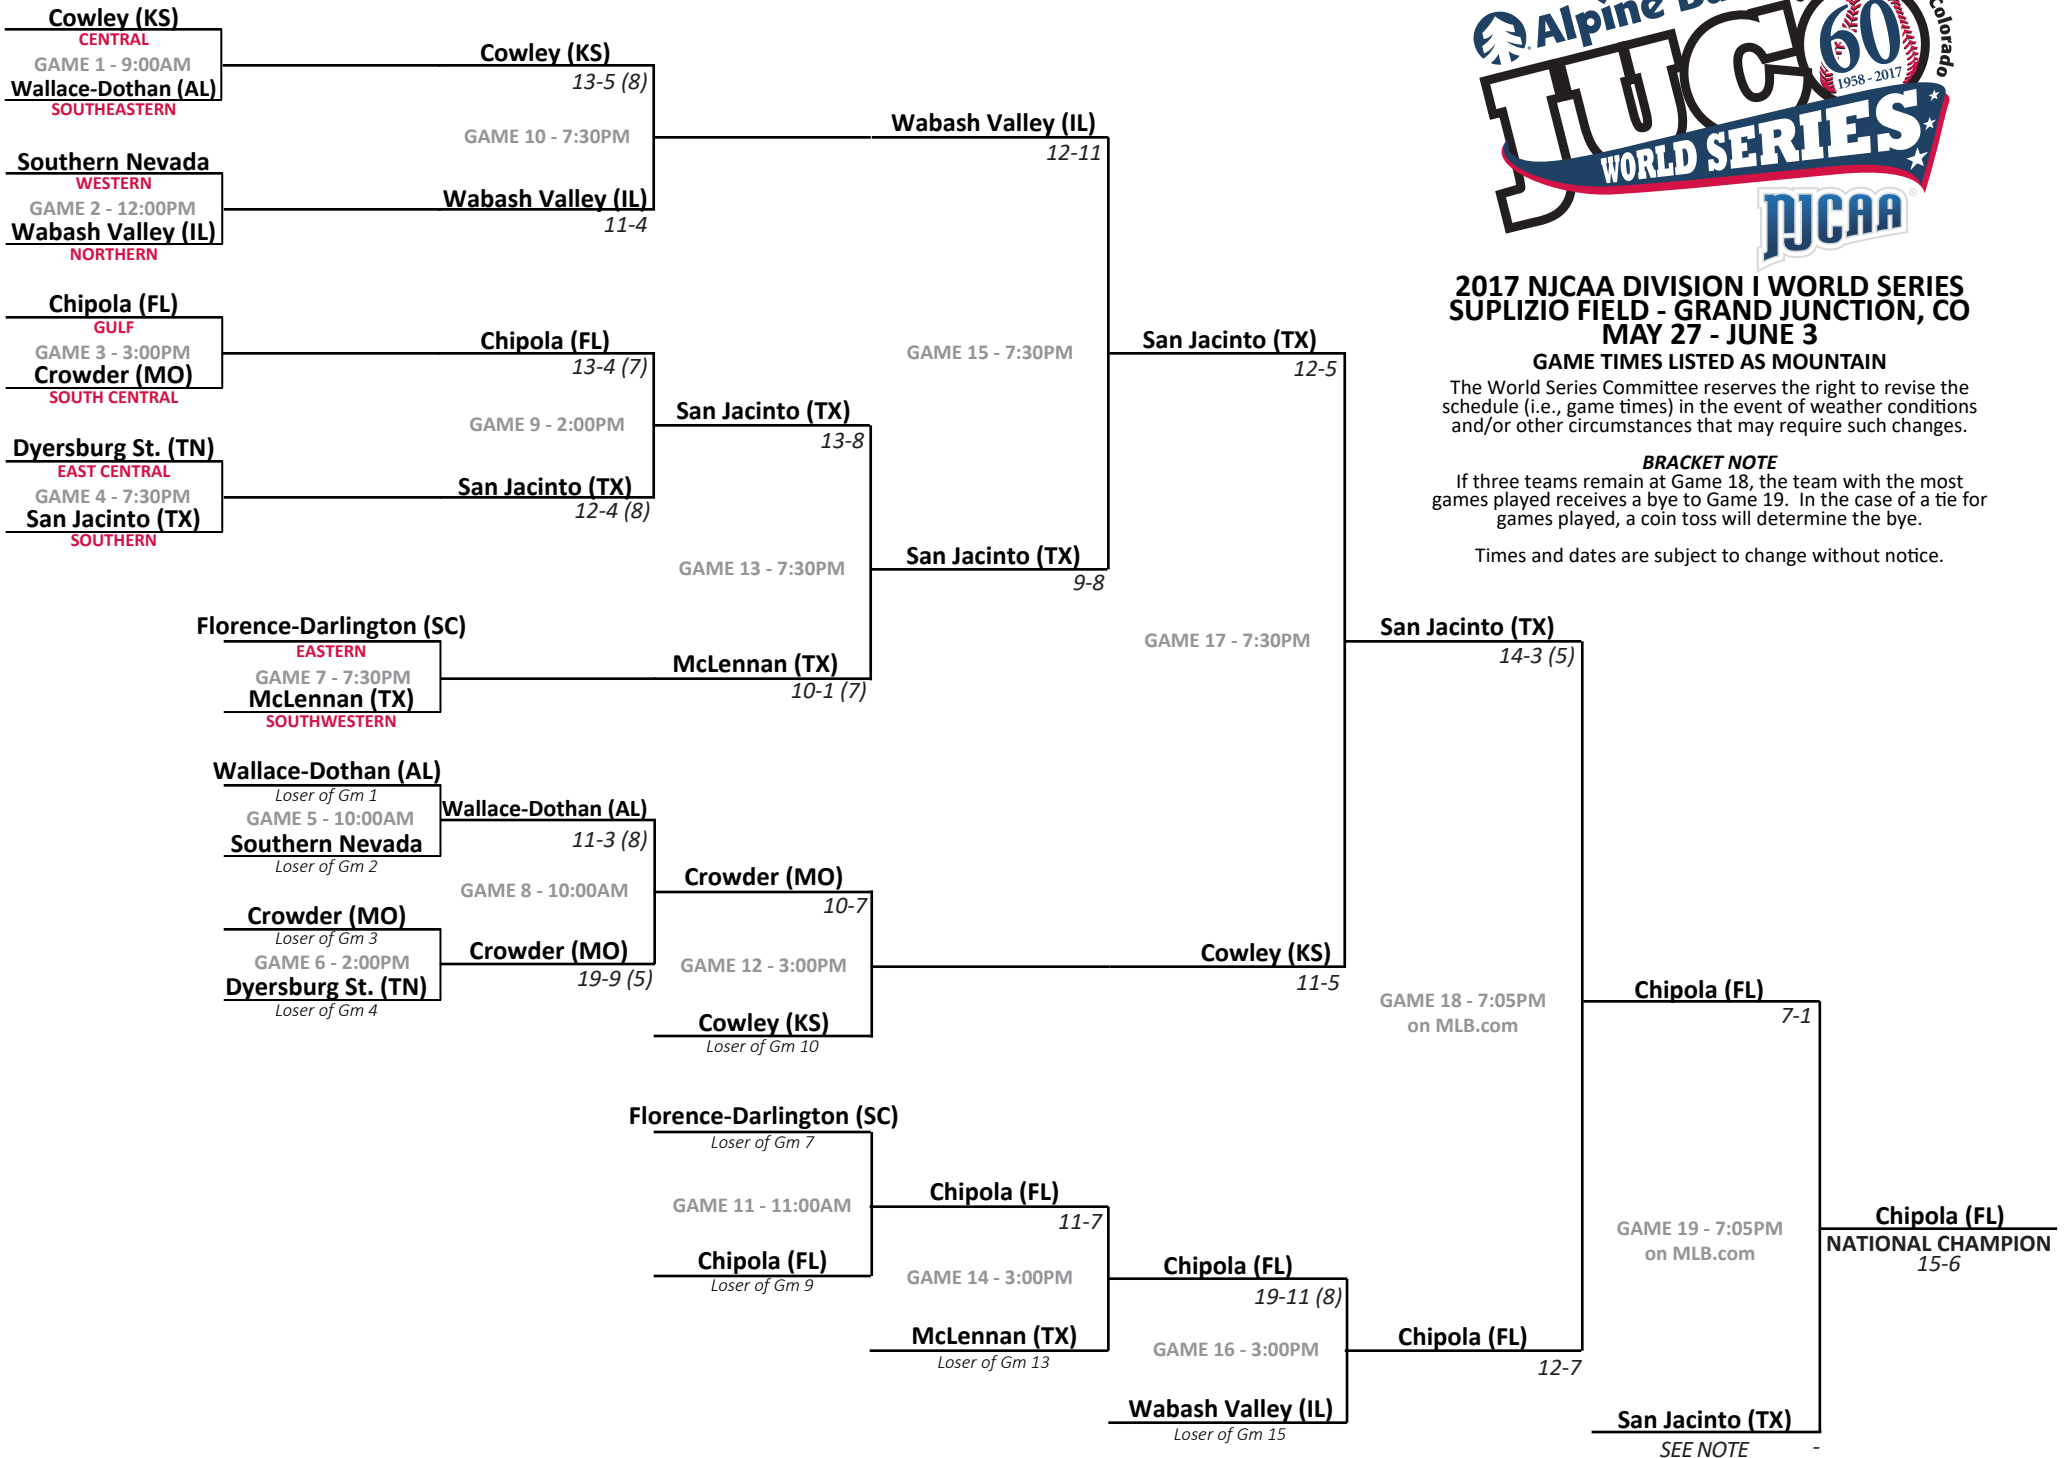 Cowley (KS)
CENTRAL
GAME 1 - 9:00AM
Wallace-Dothan (AL)
SOUTHEASTERN
Southern Nevada
WESTERN
GAME 2 - 12:00PM
Wabash Valley (IL)
NORTHERN
Chipola (FL)
GULF
GAME 3 - 3:00PM
Crowder (MO)
SOUTH CENTRAL
Dyersburg St. (TN)
EAST CENTRAL
GAME 4 - 7:30PM
San Jacinto (TX)
SOUTHERN
Florence-Darlington (SC)
EASTERN
GAME 7 - 7:30PM
McLennan (TX)
SOUTHWESTERN
Wallace-Dothan (AL)
Loser of Gm 1
GAME 5 - 10:00AM
Southern Nevada
Loser of Gm 2
Crowder (MO)
Loser of Gm 3
GAME 6 - 2:00PM
Dyersburg St. (TN)
Loser of Gm 4
Cowley (KS)
13-5 (8)
GAME 10 - 7:30PM
Wabash Valley (IL)
11-4
Chipola (FL)
13-4 (7)
GAME 9 - 2:00PM
San Jacinto (TX)
12-4 (8)
Wallace-Dothan (AL)
11-3 (8)
GAME 8 - 10:00AM
Crowder (MO)
19-9 (5)
San Jacinto (TX)
13-8
GAME 13 - 7:30PM
McLennan (TX)
10-1 (7)
Crowder (MO)
10-7
GAME 12 - 3:00PM
Cowley (KS)
Loser of Gm 10
Florence-Darlington (SC)
Loser of Gm 7
GAME 11 - 11:00AM
Chipola (FL)
Loser of Gm 9
Wabash Valley (IL)
12-11
GAME 15 - 7:30PM
San Jacinto (TX)
9-8
Chipola (FL)
11-7
GAME 14 - 3:00PM
McLennan (TX)
Loser of Gm 13
San Jacinto (TX)
12-5
GAME 17 - 7:30PM
Cowley (KS)
11-5
Chipola (FL)
19-11 (8)
GAME 16 - 3:00PM
Wabash Valley (IL)
Loser of Gm 15
San Jacinto (TX)
14-3 (5)
GAME 18 - 7:05PM
on MLB.com
Chipola (FL)
12-7
Chipola (FL)
7-1
GAME 19 - 7:05PM
on MLB.com
San Jacinto (TX)
SEE NOTE -
Chipola (FL)
NATIONAL CHAMPION
15-6
Alpine
Colorado
JUCO
60
1958 - 2017
WORLD SERIES
NJCAA
2017 NJCAA DIVISION I WORLD SERIES
SUPLIZIO FIELD - GRAND JUNCTION, CO
MAY 27 - JUNE 3
GAME TIMES LISTED AS MOUNTAIN
The World Series Committee reserves the right to revise the
schedule (i.e., game times) in the event of weather conditions
and/or other circumstances that may require such changes.
BRACKET NOTE
If three teams remain at Game 18, the team with the most
games played receives a bye to Game 19. In the case of a tie for
games played, a coin toss will determine the bye.
Times and dates are subject to change without notice.